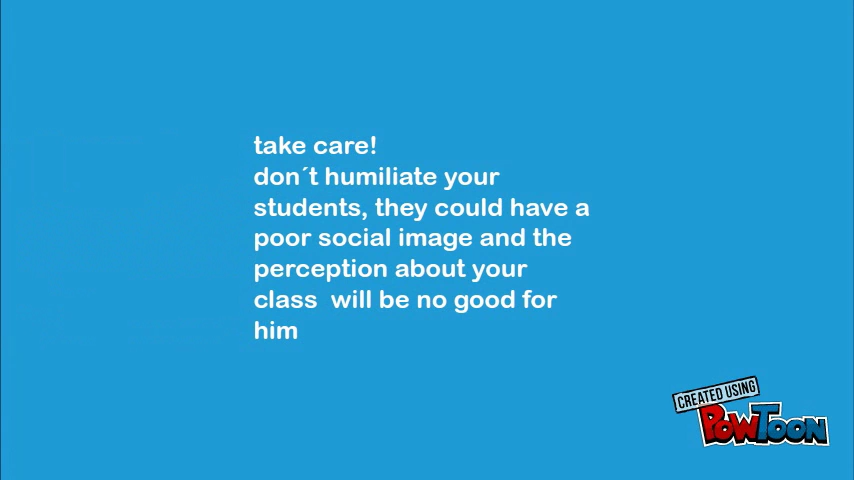 take care!
don´t humiliate your
students, they could have a
poor social image and the
perception about your
class  will be no good for
him
CREATED USING
POWTOON